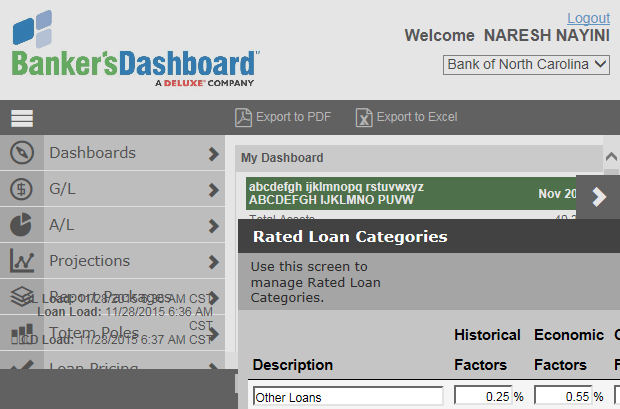 Logout
Welcome NARESH NAYINI
Banker'sDashboard™
A DELUXE® COMPANY
Bank of North Carolina
Export to PDF
Export to Excel
Dashboards
G/L
A/L
Projections
Report Packages
GL Load: 11/28/2015 6:36 AM CST
Loan Load: 11/28/2015 6:36 AM
CST
Totem Poles
CD Load: 11/28/2015 6:37 AM CST
Loan Pricing
My Dashboard
abcdefgh ijklmnopq rstuvwxyz
ABCDEFGH IJKLMNO PUVW
Nov 20
Total Assets
Rated Loan Categories
Use this screen to
manage Rated Loan
Categories.
Historical Economic
Description Factors Factors
Other Loans 0.25 % 0.55 %